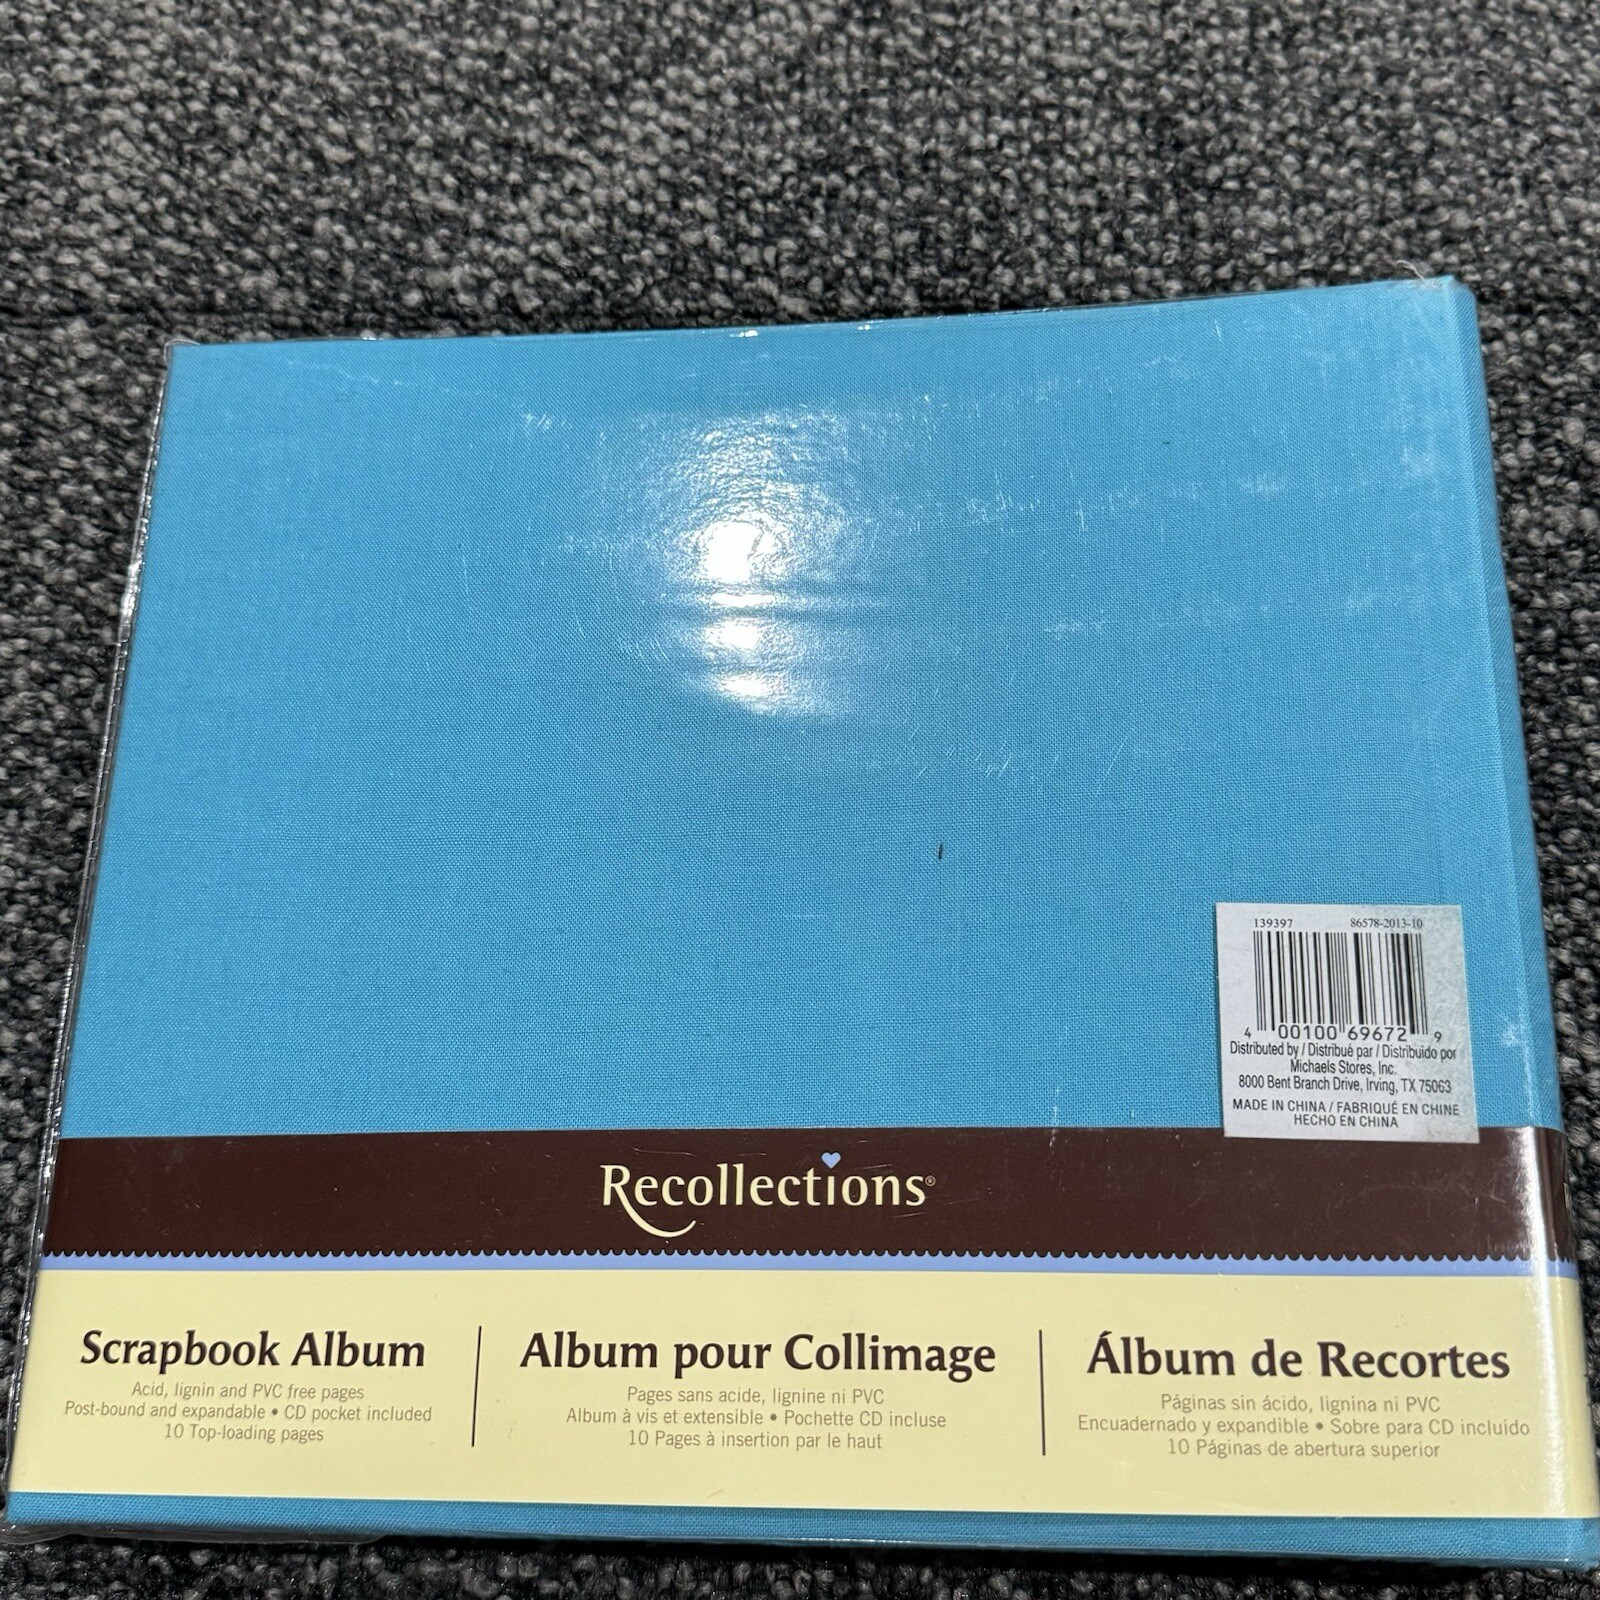 139397 86578-2013-10
4 00100 69672 9
Distributed by / Distribué par / Distribuido por
Michaels Stores, Inc.
8000 Bent Branch Drive, Irving, TX 75063
MADE IN CHINA / FABRIQUÉ EN CHINE
HECHO EN CHINA
Recollections®
Scrapbook Album
Acid, lignin and PVC free pages
Post-bound and expandable • CD pocket included
10 Top-loading pages
Album pour Collimage
Pages sans acide, lignine ni PVC
Album à vis et extensible • Pochette CD incluse
10 Pages à insertion par le haut
Álbum de Recortes
Páginas sin ácido, lignina ni PVC
Encuadernado y expandible • Sobre para CD incluido
10 Páginas de abertura superior